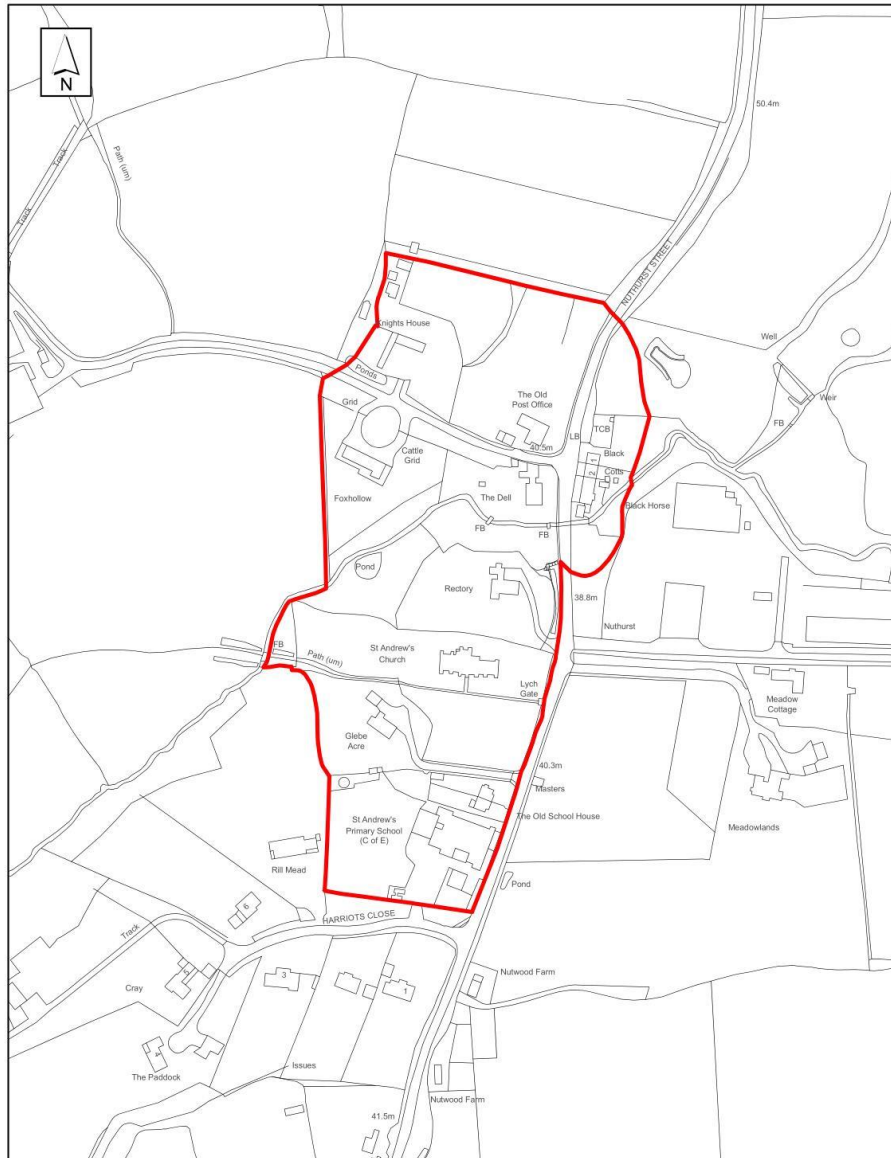 N
50.4m
Track
Path (um)
Track
NUTHURST STREET
Knights House
Well
Ponds
Grid
The Old
Post Office
Weir
FB
LB
TCB
40.5m
Cattle
Grid
Black
Cotts
1
2
The Dell
Foxhollow
Black Horse
FB
FB
Pond
Rectory
38.8m
Nuthurst
FB
Path (um)
St Andrew's
Church
Lych
Gate
Meadow
Cottage
Glebe
Acre
40.3m
Masters
The Old School House
St Andrew's
Primary School
(C of E)
Meadowlands
Rill Mead
Pond
6
HARRIOTS CLOSE
Track
5
3
1
Nutwood Farm
Cray
4
The Paddock
Issues
Nutwood Farm
41.5m